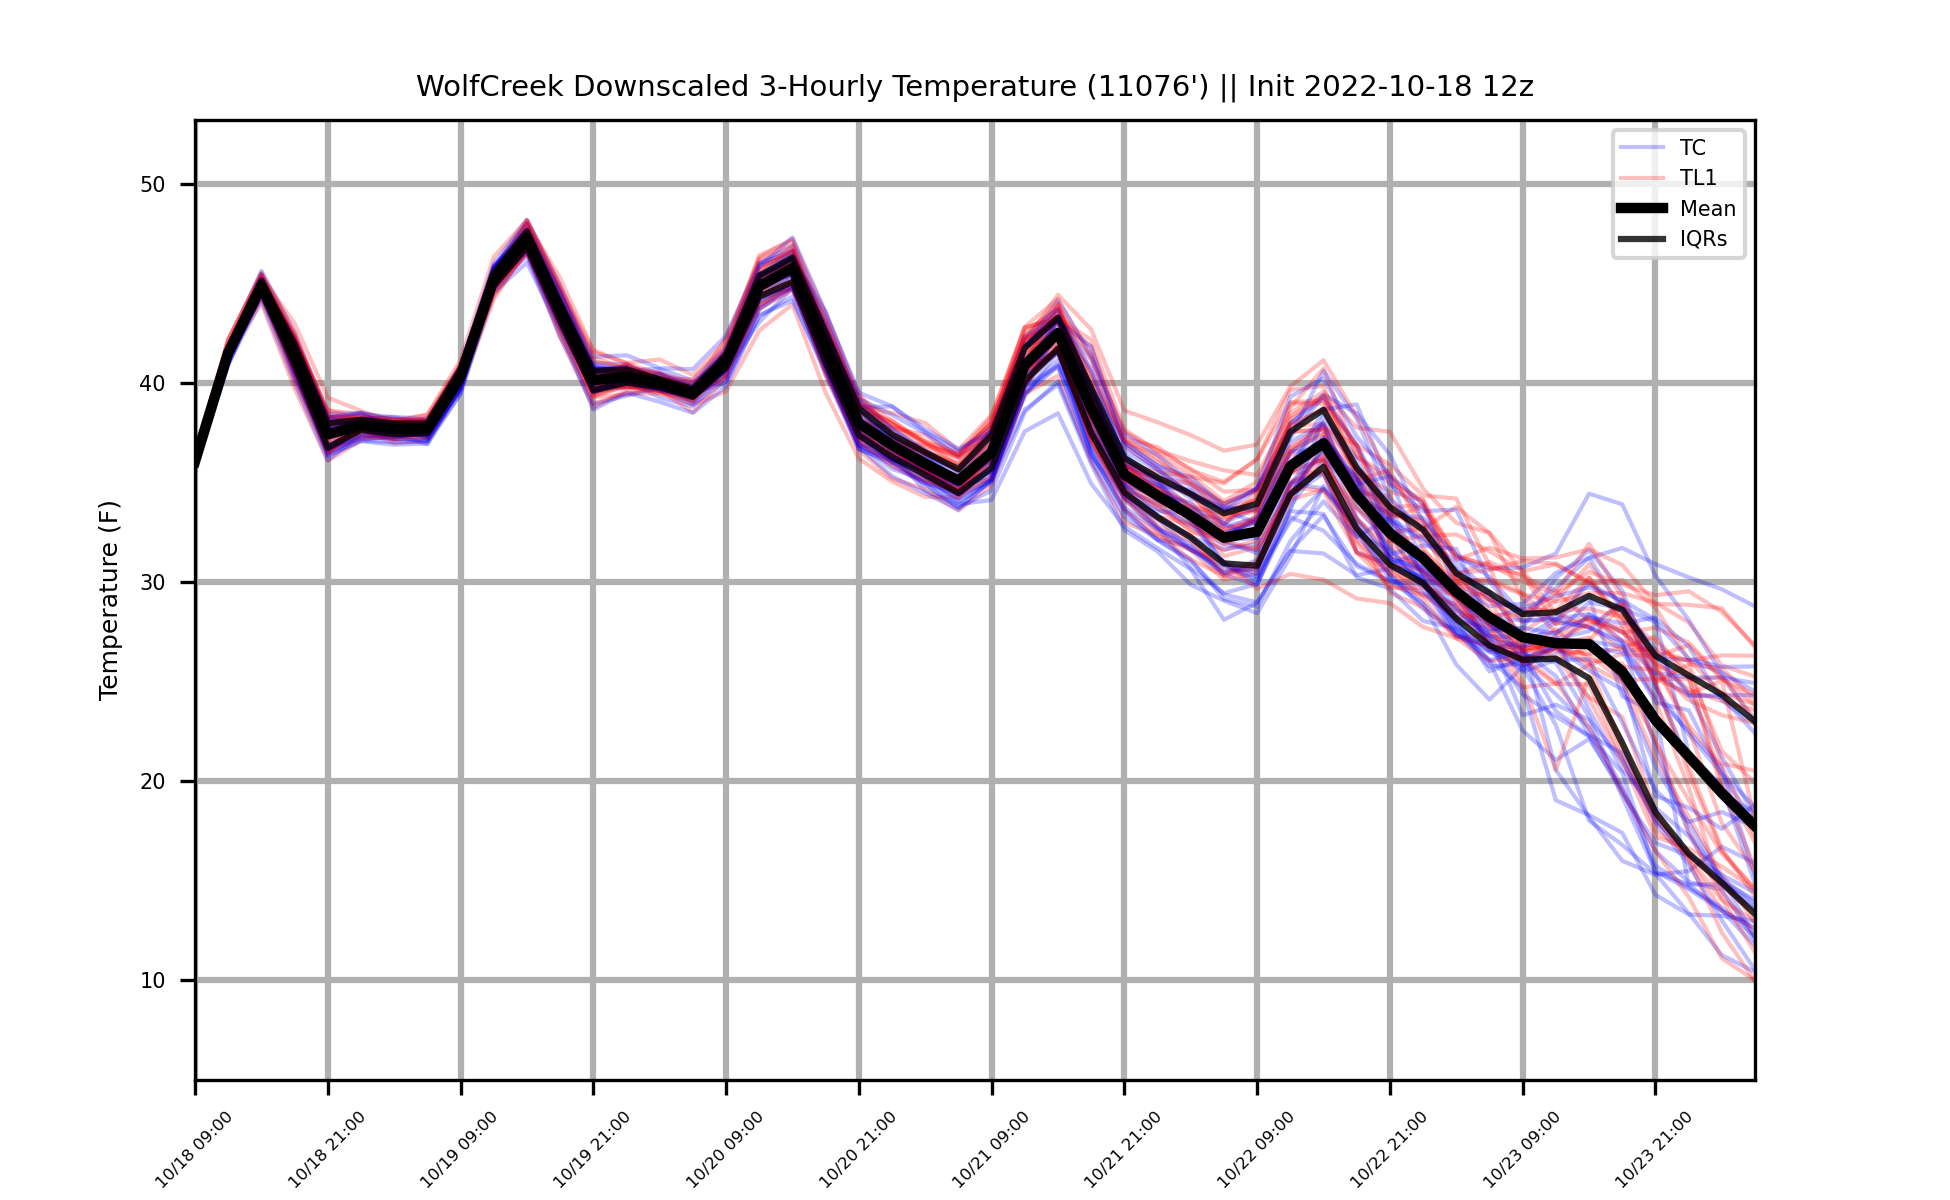 WolfCreek Downscaled 3-Hourly Temperature (11076') || Init 2022-10-18 12z
TC
TL1
Mean
IQRs
Temperature (F)
50
40
30
20
10
10/18 09:00
10/18 21:00
10/19 09:00
10/19 21:00
10/20 09:00
10/20 21:00
10/21 09:00
10/21 21:00
10/22 09:00
10/22 21:00
10/23 09:00
10/23 21:00